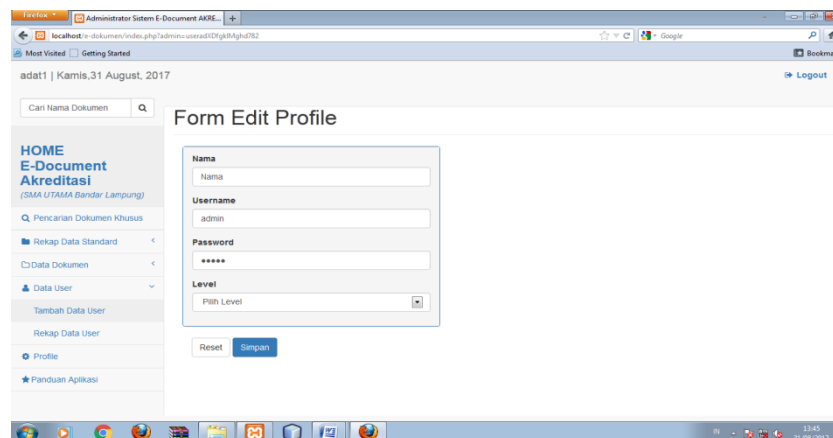 Firefox
Administrator Sistem E-Document AKRE...
localhost/e-dokumen/index.php?admin=useradXDfgklMghd782
Google
Most Visited
Getting Started
Bookma
adat1 | Kamis,31 August, 2017
Logout
Cari Nama Dokumen
Form Edit Profile
HOME
E-Document
Akreditasi
(SMA UTAMA Bandar Lampung)
Pencarian Dokumen Khusus
Rekap Data Standard
Data Dokumen
Data User
Tambah Data User
Rekap Data User
Profile
Panduan Aplikasi
Nama
Nama
Username
admin
Password
•••••
Level
Pilih Level
Reset
Simpan
IN
13:45